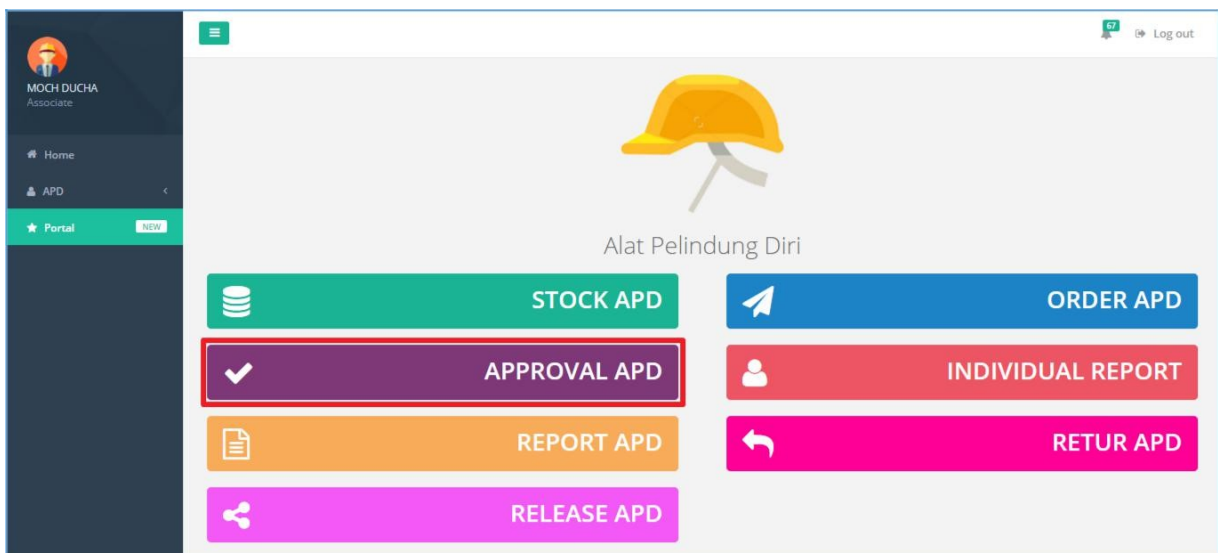 MOCH DUCHA
Associate
Home
APD
Portal NEW
67 Log out
Alat Pelindung Diri
STOCK APD
ORDER APD
APPROVAL APD
INDIVIDUAL REPORT
REPORT APD
RETUR APD
RELEASE APD